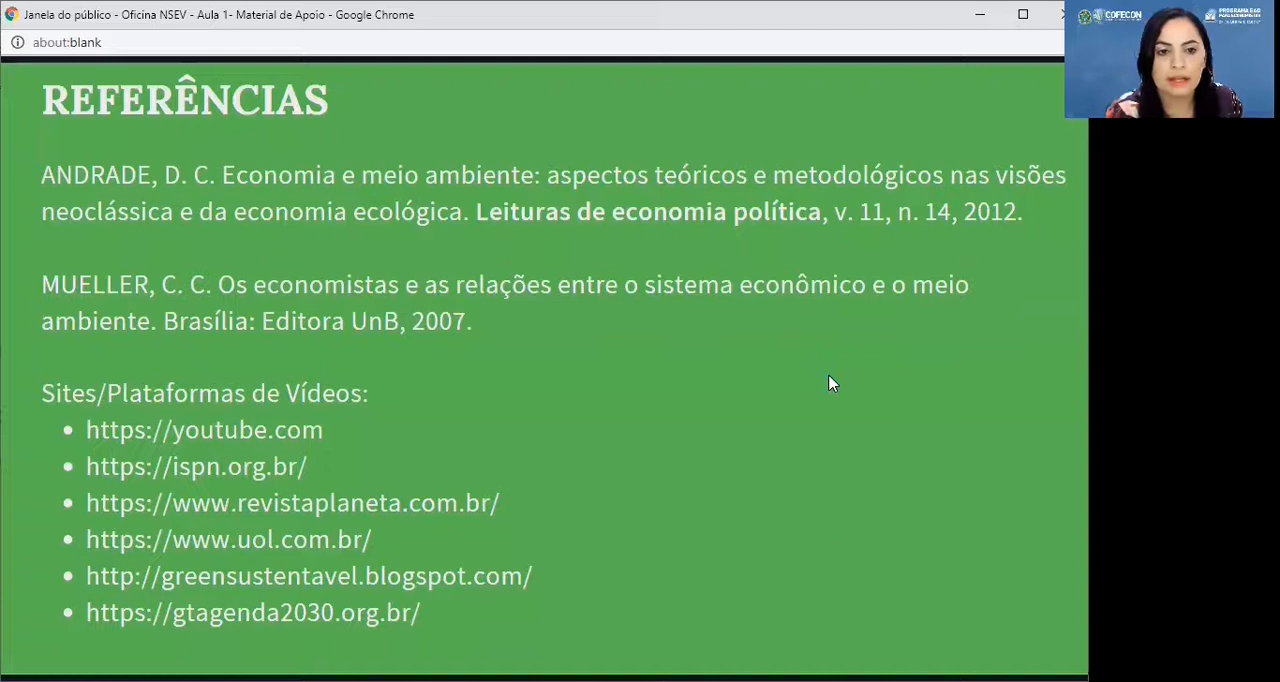 Janela do público - Oficina NSEV - Aula 1- Material de Apoio - Google Chrome
about:blank
COFECON
REFERÊNCIAS
ANDRADE, D. C. Economia e meio ambiente: aspectos teóricos e metodológicos nas visões
neoclássica e da economia ecológica. Leituras de economia política, v. 11, n. 14, 2012.
MUELLER, C. C. Os economistas e as relações entre o sistema econômico e o meio
ambiente. Brasília: Editora UnB, 2007.
Sites/Plataformas de Vídeos:
• https://youtube.com
• https://ispn.org.br/
• https://www.revistaplaneta.com.br/
• https://www.uol.com.br/
• http://greensustentavel.blogspot.com/
• https://gtagenda2030.org.br/